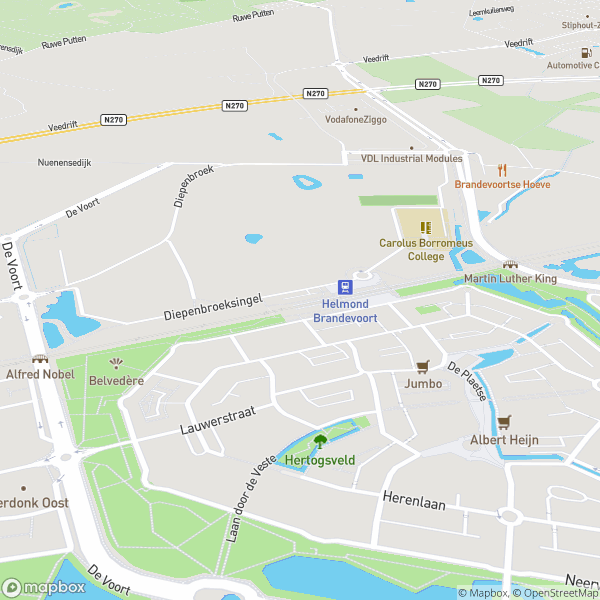 Leemkuilenweg
Ruwe Putten
Stiphout-Z
Ruwe Putten
Veedrift
Veedrift
Automotive C
N270
N270
N270
N270
N270
N270
VodafoneZiggo
Veedrift
VDL Industrial Modules
Nuenensedijk
Diepenbroek
Brandevoortse Hoeve
De Voort
Carolus Borromeus
College
De Voort
Martin Luther King
Helmond
Brandevoort
Diepenbroeksingel
De Plaetse
Alfred Nobel
Belvedère
Jumbo
Lauwerstraat
Albert Heijn
Hertogsveld
Laan door de Veste
erdonk Oost
Herenlaan
De Voort
Neerv
mapbox
© Mapbox, © OpenStreetMap